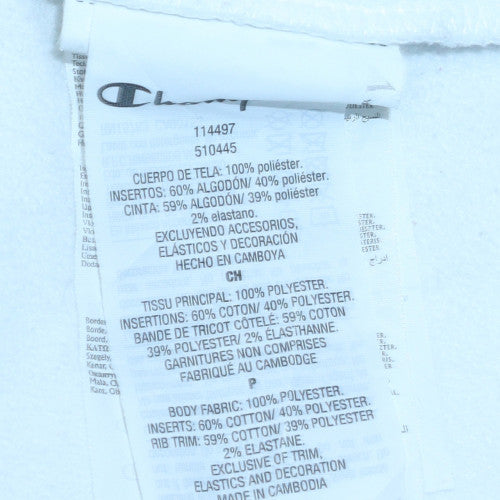 Champ
114497
510445
CUERPO DE TELA: 100% poliéster.
INSERTOS: 60% ALGODÓN/ 40% poliéster.
CINTA: 59% ALGODÓN/ 39% poliéster
2% elastano.
EXCLUYENDO ACCESORIOS,
ELÁSTICOS Y DECORACIÓN
HECHO EN CAMBOYA
CH
TISSU PRINCIPAL: 100% POLYESTER.
INSERTIONS: 60% COTON/ 40% POLYESTER.
BANDE DE TRICOT CÔTELÉ: 59% COTON
39% POLYESTER/ 2% ÉLASTHANNE.
GARNITURES NON COMPRISES
FABRIQUÉ AU CAMBODGE
P
BODY FABRIC: 100% POLYESTER.
INSERTS: 60% COTTON/ 40% POLYESTER.
RIB TRIM: 59% COTTON/ 39% POLYESTER
2% ELASTANE.
EXCLUSIVE OF TRIM,
ELASTICS AND DECORATION
MADE IN CAMBODIA